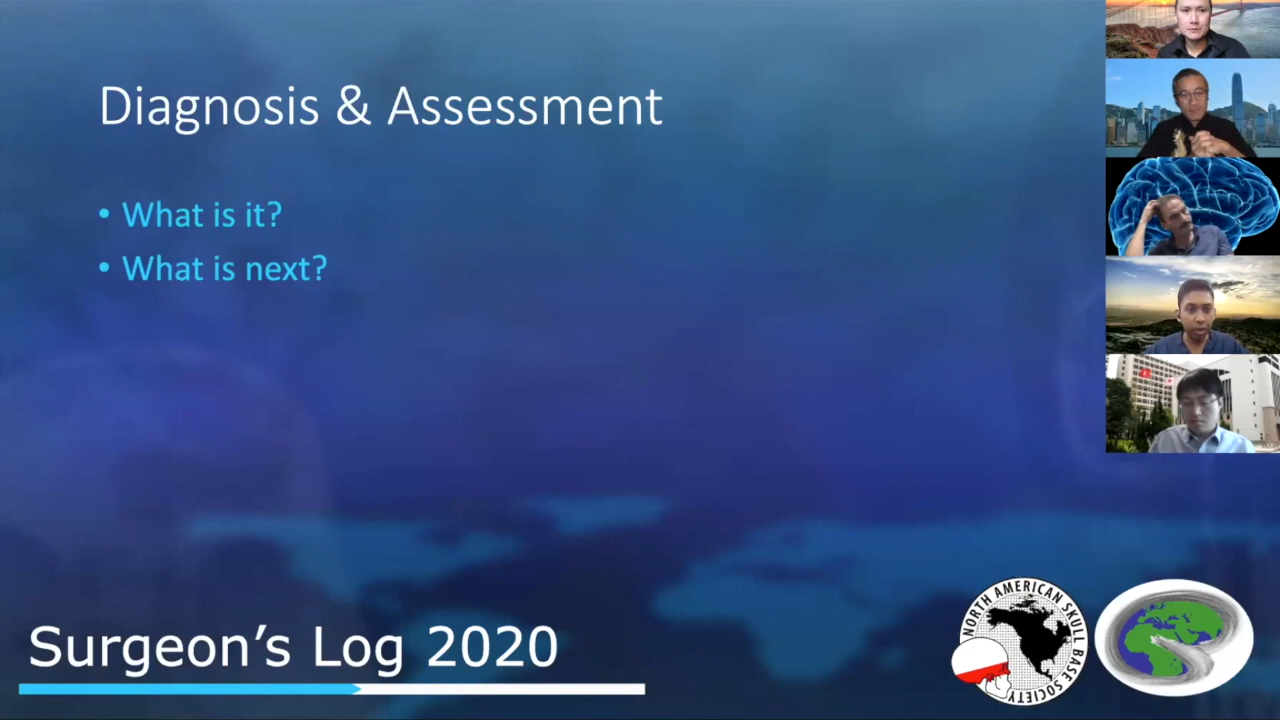 Diagnosis & Assessment
• What is it?
• What is next?
Surgeon's Log 2020
NORTH AMERICAN SKULL BASE SOCIETY